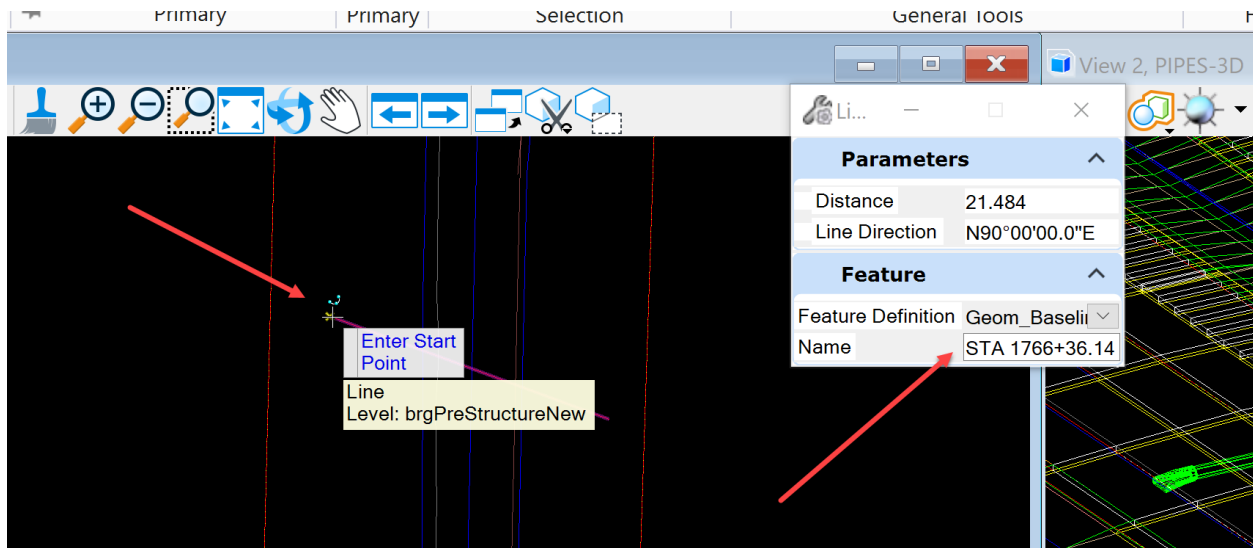 Primary
Primary
Selection
General Tools
View 2, PIPES-3D
Li...
Parameters
Distance 21.484
Line Direction N90°00'00.0"E
Feature
Feature Definition Geom_Baselin
Name STA 1766+36.14
Enter Start
Point
Line
Level: brgPreStructureNew